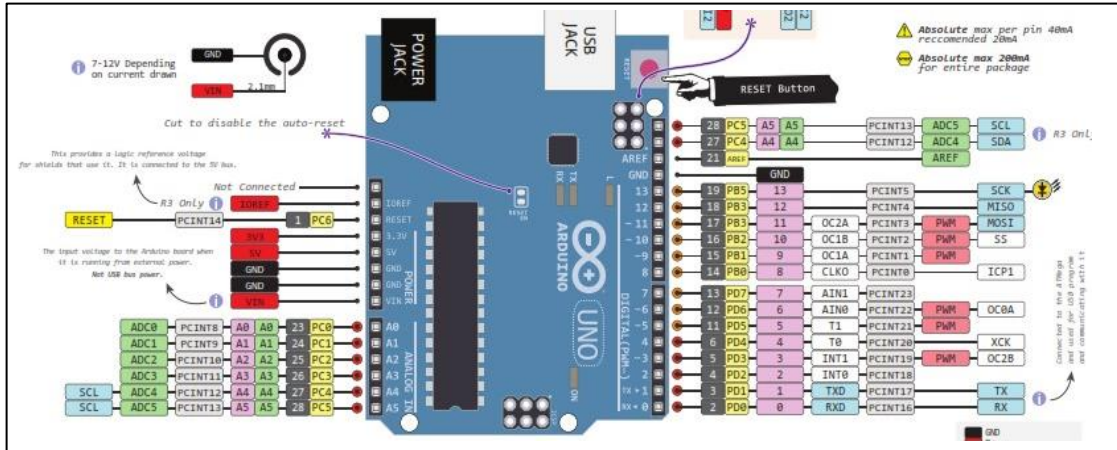 7-12V Depending
on current drawn
GND
VIN
2.1mm
Cut to disable the auto-reset
This provides a Logic reference voltage
for shields that use it. It is connected to the 5V bus.
Not Connected
R3 Only IOREF
RESET PCINT14 1 PC6
3V3
5V
GND
GND
VIN
The input voltage to the Arduino board when
it is running from external power.
Not USB bus power.
ADC0 PCINT8 A0 A0 23 PC0
ADC1 PCINT9 A1 A1 24 PC1
ADC2 PCINT10 A2 A2 25 PC2
ADC3 PCINT11 A3 A3 26 PC3
SCL ADC4 PCINT12 A4 A4 27 PC4
SCL ADC5 PCINT13 A5 A5 28 PC5
POWER
JACK
USB
JACK
RESET
AREF
GND
13
12
~11
~10
~9
8
7
~6
~5
4
~3
2
TX▸1
RX◂0
IOREF
RESET
3.3V
5V
GND
GND
VIN
POWER
A0
A1
A2
A3
A4
A5
ANALOG IN
RX
TX
L
RESET
EN
ARDUINO
UNO
ON
DIGITAL(PWM~)
Absolute max per pin 40mA
reccomended 20mA
Absolute max 200mA
for entire package
RESET Button
28 PC5 A5 A5 PCINT13 ADC5 SCL
27 PC4 A4 A4 PCINT12 ADC4 SDA
R3 Onl
21 AREF AREF
GND
19 PB5 13 PCINT5 SCK
18 PB3 12 PCINT4 MISO
17 PB3 11 OC2A PCINT3 PWM MOSI
16 PB2 10 OC1B PCINT2 PWM SS
15 PB1 9 OC1A PCINT1 PWM
14 PB0 8 CLKO PCINT0 ICP1
13 PD7 7 AIN1 PCINT23
12 PD6 6 AIN0 PCINT22 PWM OC0A
11 PD5 5 T1 PCINT21 PWM
6 PD4 4 T0 PCINT20 XCK
5 PD3 3 INT1 PCINT19 PWM OC2B
4 PD2 2 INT0 PCINT18
3 PD1 1 TXD PCINT17 TX
2 PD0 0 RXD PCINT16 RX
Connected to the ATMega
and used for USB program
and communicating with it
GND